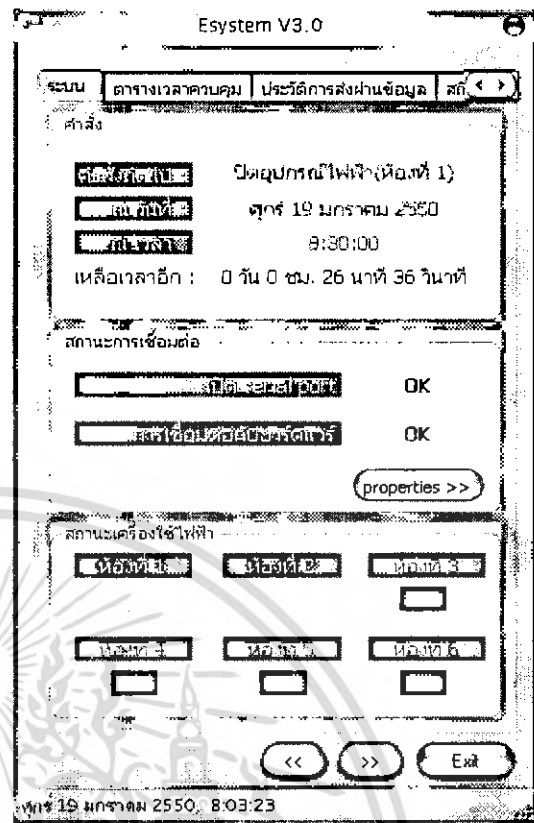 Esystem V3.0
ระบบ ตารางเวลาควบคุม ประวัติการส่งผ่านข้อมูล
คำสั่ง
ปิดอุปกรณ์ไฟฟ้า(ห้องที่ 1)
ศุกร์ 19 มกราคม 2550
8:30:00
เหลือเวลาอีก : 0 วัน 0 ชม. 26 นาที 36 วินาที
สถานะการเชื่อมต่อ
เปิด serial port OK
การเชื่อมต่อกับฮาร์ดแวร์ OK
properties >>
สถานะเครื่องใช้ไฟฟ้า
ห้องที่ 1 ห้องที่ 2 ห้องที่ 3
ห้องที่ 4 ห้องที่ 5 ห้องที่ 6
<< >> Exit
ศุกร์ 19 มกราคม 2550, 8:03:23